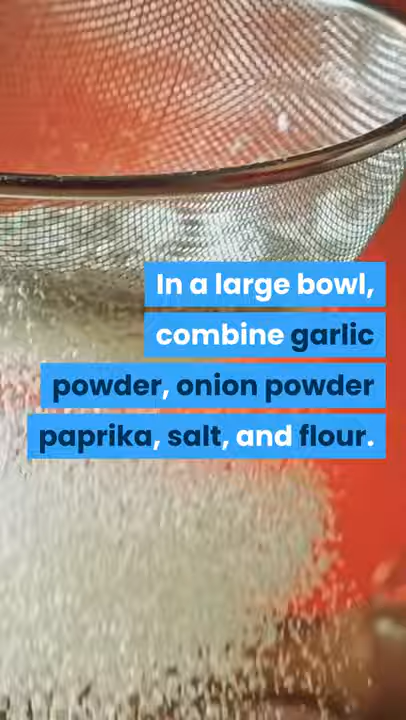 In a large bowl,
combine garlic
powder, onion powder
paprika, salt, and flour.